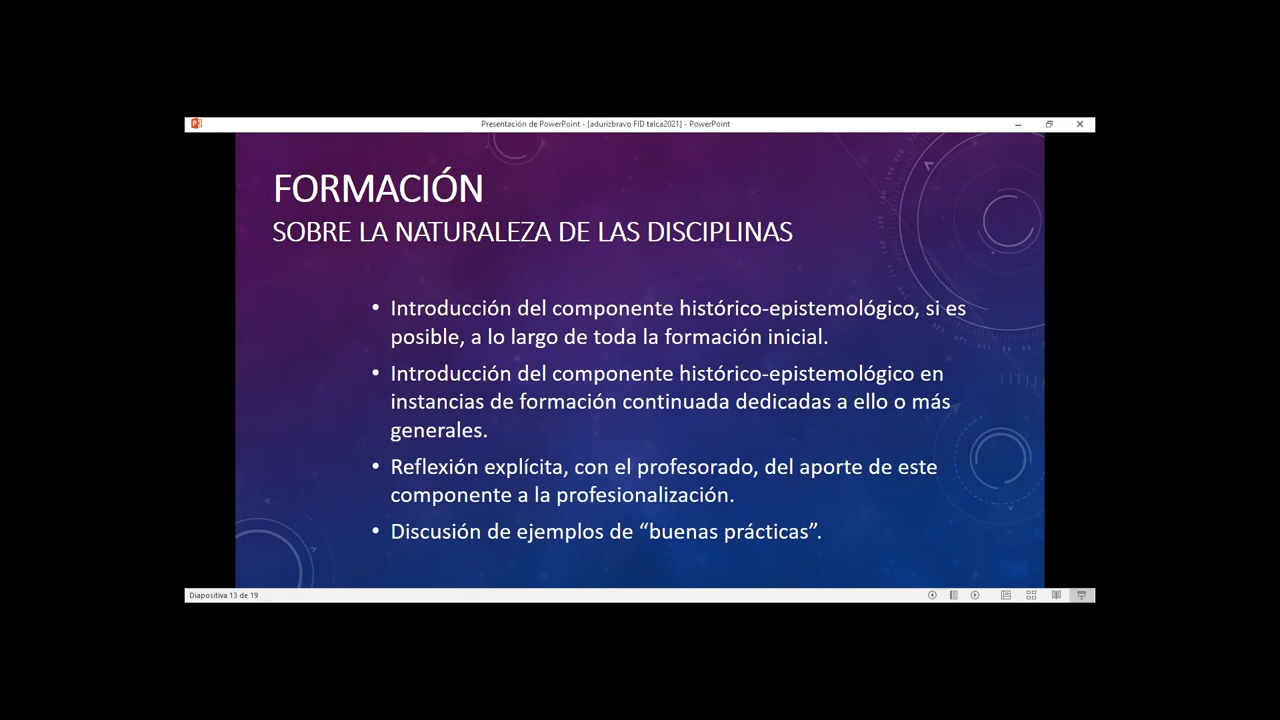 Presentación de PowerPoint - [adurizbravo FID talca2021] - PowerPoint
FORMACIÓN
SOBRE LA NATURALEZA DE LAS DISCIPLINAS
• Introducción del componente histórico-epistemológico, si es
posible, a lo largo de toda la formación inicial.
• Introducción del componente histórico-epistemológico en
instancias de formación continuada dedicadas a ello o más
generales.
• Reflexión explícita, con el profesorado, del aporte de este
componente a la profesionalización.
• Discusión de ejemplos de “buenas prácticas”.
Diapositiva 13 de 19